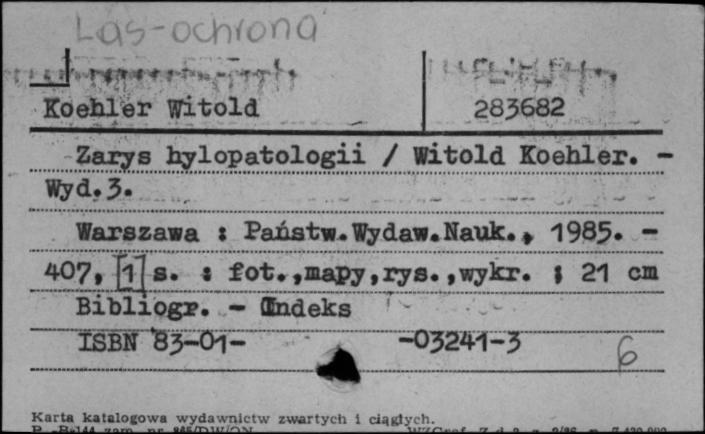 Las-ochrona
Koehler Witold 283682
Zarys hylopatologii / Witold Koehler. -
Wyd.3.
Warszawa : Państw.Wydaw.Nauk., 1985. -
407, [1] s. : fot.,mapy,rys.,wykr. ; 21 cm
Bibliogr. - Indeks
ISBN 83-01- -03241-3 6
Karta katalogowa wydawnictw zwartych i ciągłych.